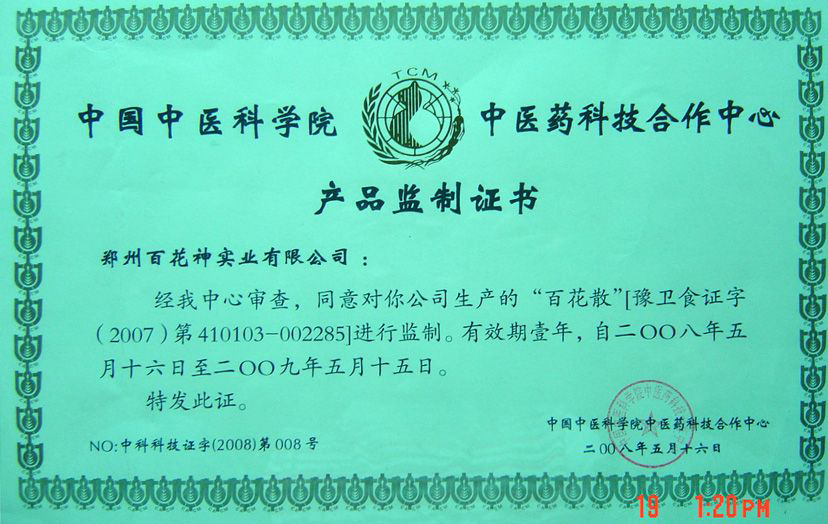 TCM
中国中医科学院 中医药科技合作中心
产品监制证书
郑州百花神实业有限公司：
经我中心审查，同意对你公司生产的“百花散”[豫卫食证字
（2007）第410103-002285]进行监制。有效期壹年，自二OO八年五
月十六日至二OO九年五月十五日。
特发此证。
中国中医科学院中医药科技合作中心
NO:中科科技证字(2008)第008号
二OO八年五月十六日
19 1:20PM